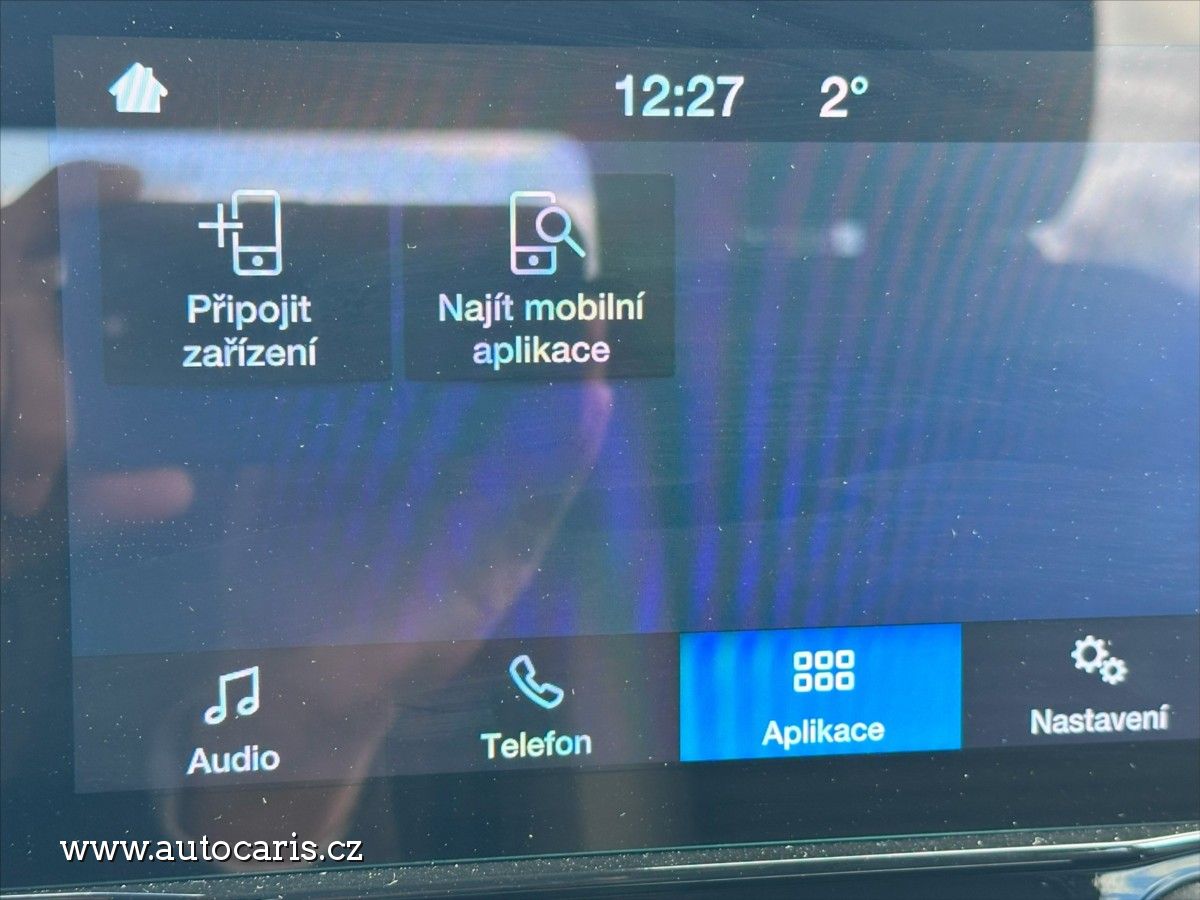 12:27 2°
Připojit
zařízení
Najít mobilní
aplikace
Audio
Telefon
Aplikace
Nastavení
www.autocaris.cz